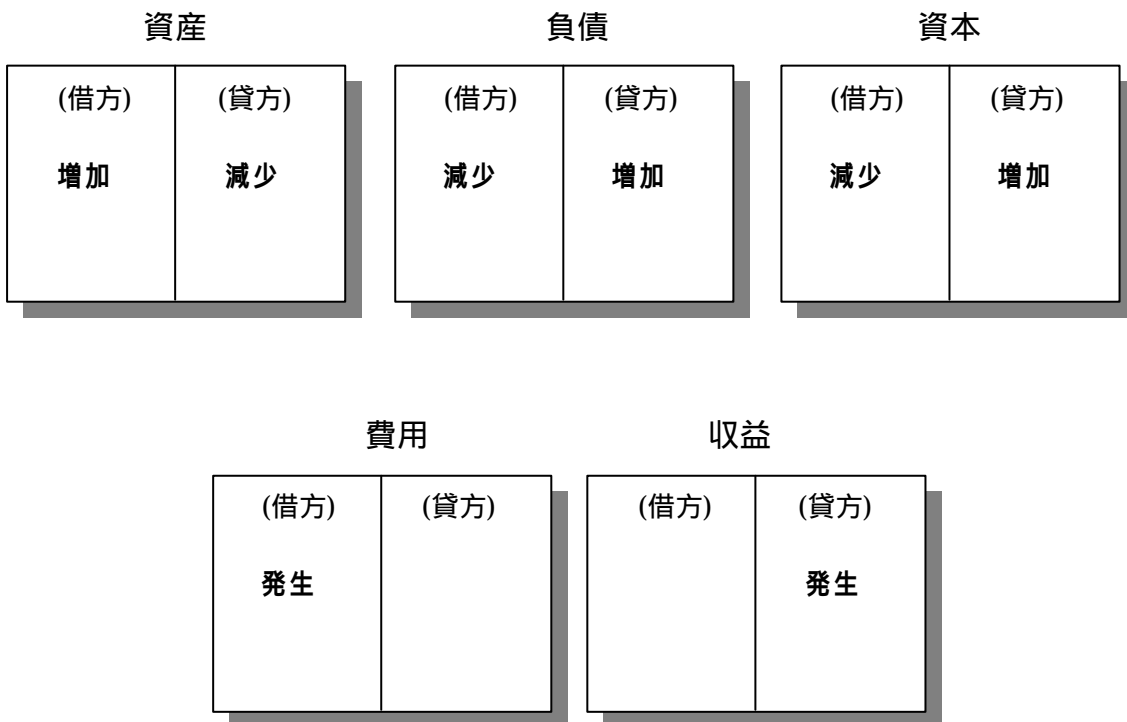 資産 負債 資本
(借方) (貸方) (借方) (貸方) (借方) (貸方)
増加 減少 減少 増加 減少 増加
費用 収益
(借方) (貸方) (借方) (貸方)
発生 発生